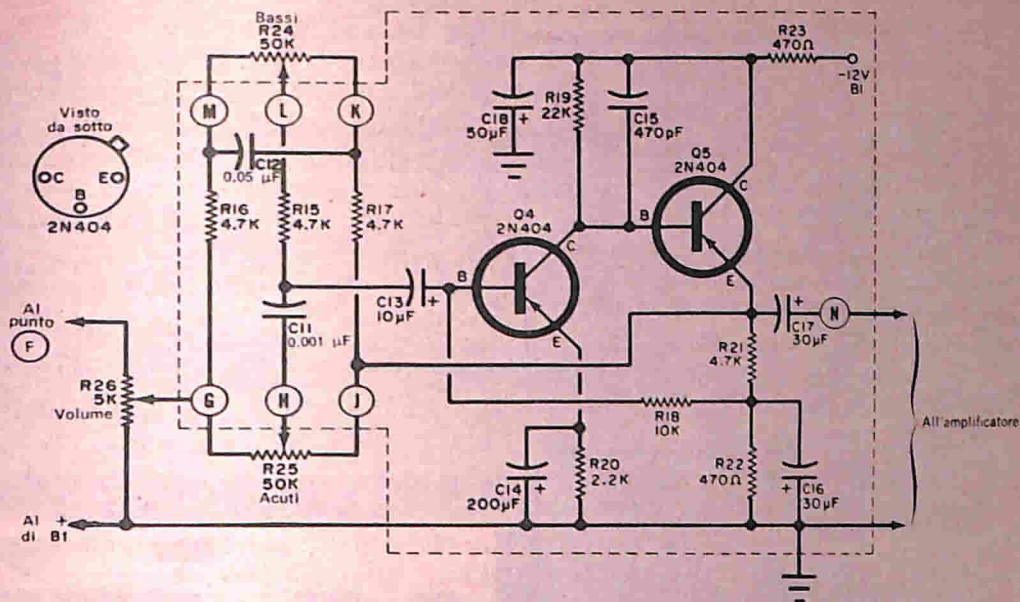 Bassi
R24
50K
R23
470Ω
-12V
B1
M
L
K
C18
50µF
+
R19
22K
C15
470pF
Q5
2N404
C
B
E
Visto
da sotto
C
E
B
2N404
C12
0.05 µF
R16
4.7K
R15
4.7K
R17
4.7K
Q4
2N404
C
B
E
C13
10µF
+
C11
0.001 µF
Al
punto
F
R26
5K
Volume
G
H
J
+
C17
30µF
N
R21
4.7K
R18
10K
All'amplificatore
R25
50K
Acuti
C14
200µF
+
R20
2.2K
R22
470Ω
C16
30µF
+
Al +
di B1